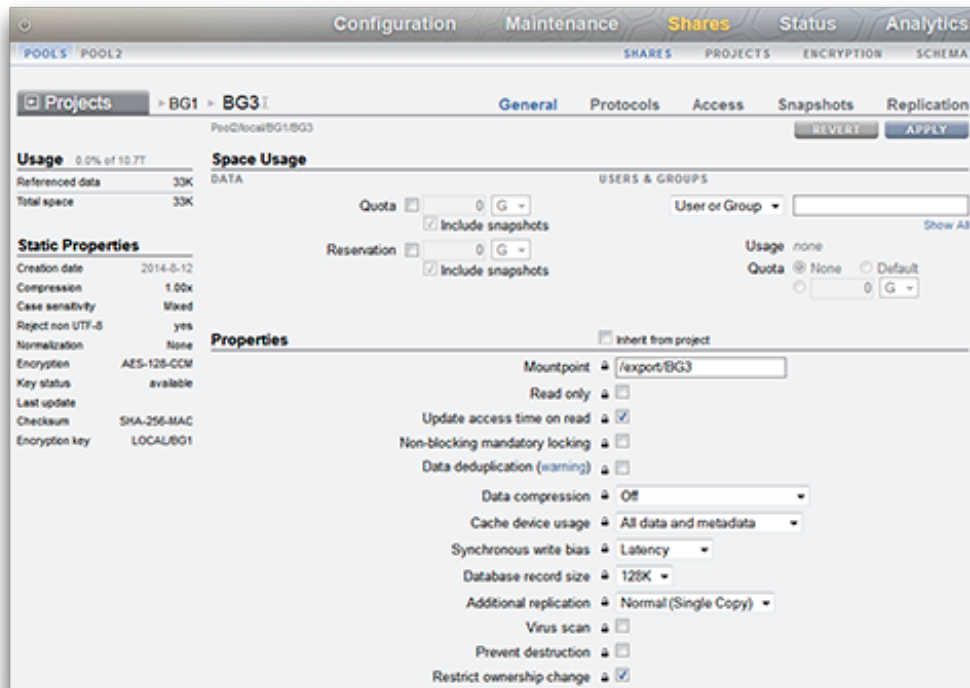 Configuration Maintenance Shares Status Analytics
POOLS POOL2 SHARES PROJECTS ENCRYPTION SCHEMA
Projects BG1 BG3 General Protocols Access Snapshots Replication
Pool2/local/BG1/BG3 REVERT APPLY
Usage 0.0% of 10.7T Space Usage
Referenced data 33K DATA USERS & GROUPS
Total space 33K Quota 0 G User or Group
Include snapshots Show All
Static Properties Reservation 0 G Usage none
Creation date 2014-8-12 Include snapshots Quota None Default
Compression 1.00x 0 G
Case sensitivity Mixed
Reject non UTF-8 yes
Normalization None Properties Inherit from project
Encryption AES-128-CCM Mountpoint /export/BG3
Key status available Read only
Last update
Checksum SHA-256-MAC Update access time on read
Encryption key LOCAL/BG1 Non-blocking mandatory locking
Data deduplication (warning)
Data compression Off
Cache device usage All data and metadata
Synchronous write bias Latency
Database record size 128K
Additional replication Normal (Single Copy)
Virus scan
Prevent destruction
Restrict ownership change